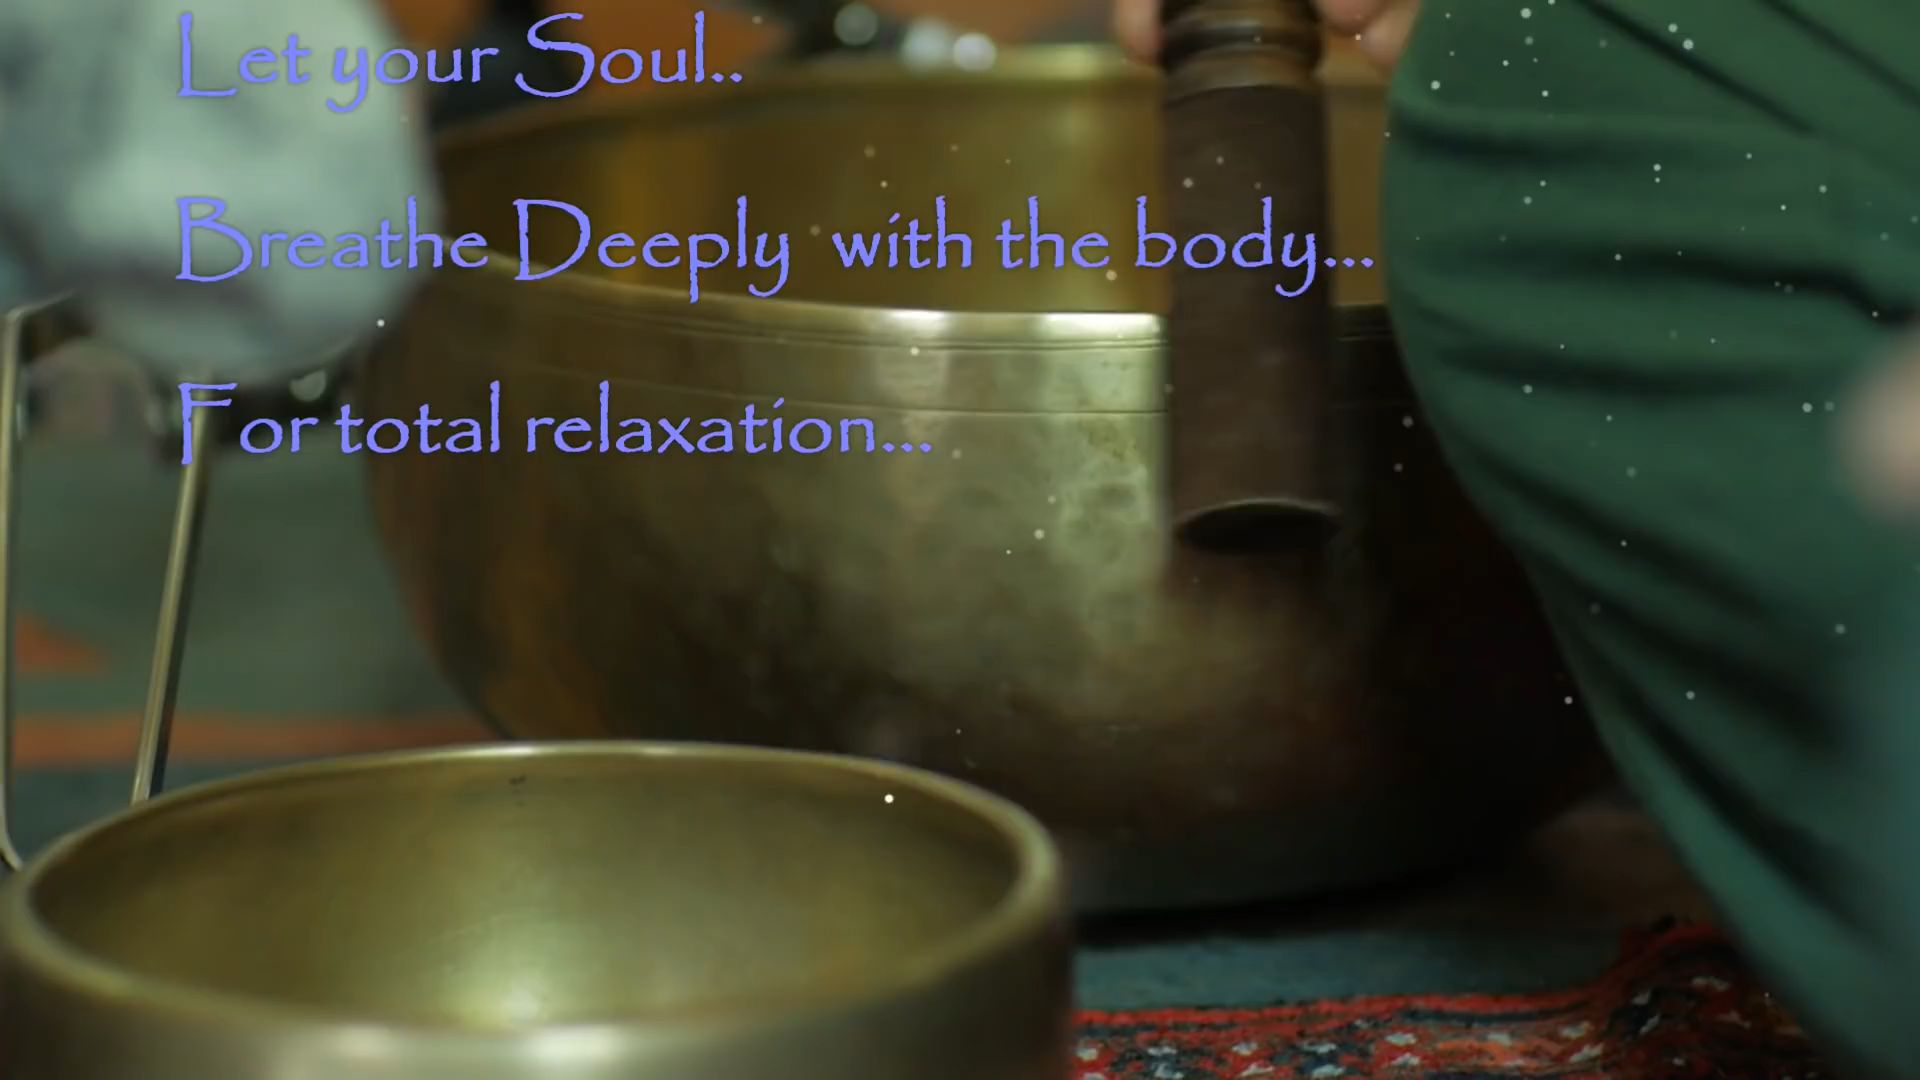 Let your Soul..
Breathe Deeply  with the body...
For total relaxation...